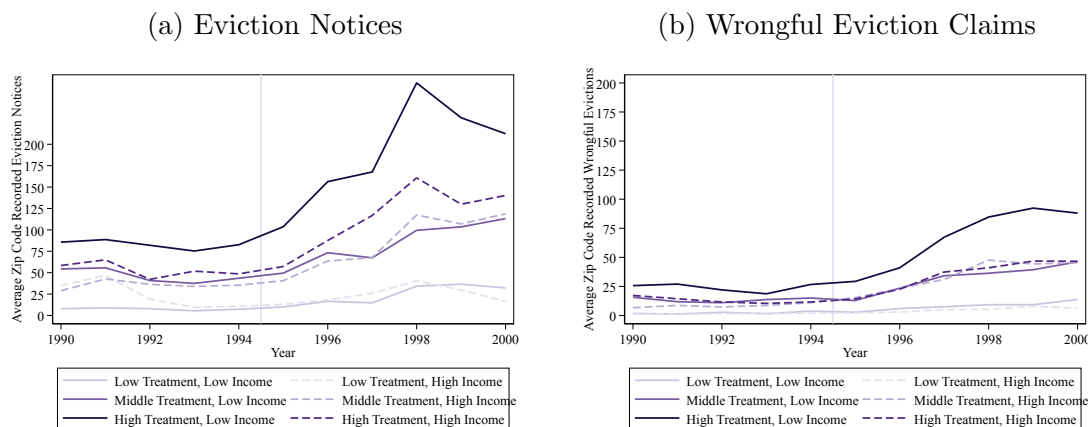 (a) Eviction Notices
(b) Wrongful Eviction Claims
Average Zip Code Recorded Eviction Notices
200
175
150
125
100
75
50
25
0
1990 1992 1994 1996 1998 2000
Year
Low Treatment, Low Income Low Treatment, High Income
Middle Treatment, Low Income Middle Treatment, High Income
High Treatment, Low Income High Treatment, High Income
Average Zip Code Recorded Wrongful Evictions
200
175
150
125
100
75
50
25
0
1990 1992 1994 1996 1998 2000
Year
Low Treatment, Low Income Low Treatment, High Income
Middle Treatment, Low Income Middle Treatment, High Income
High Treatment, Low Income High Treatment, High Income